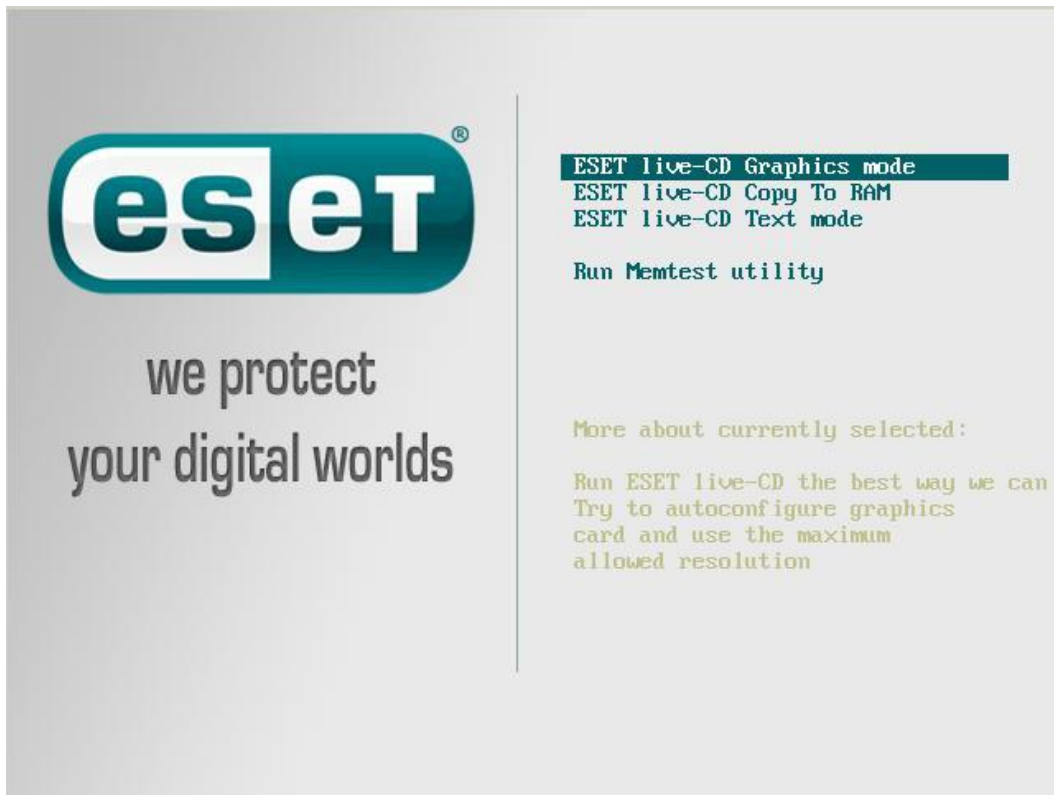 eset®
we protect
your digital worlds
ESET live-CD Graphics mode
ESET live-CD Copy To RAM
ESET live-CD Text mode
Run Memtest utility
More about currently selected:
Run ESET live-CD the best way we can
Try to autoconfigure graphics
card and use the maximum
allowed resolution